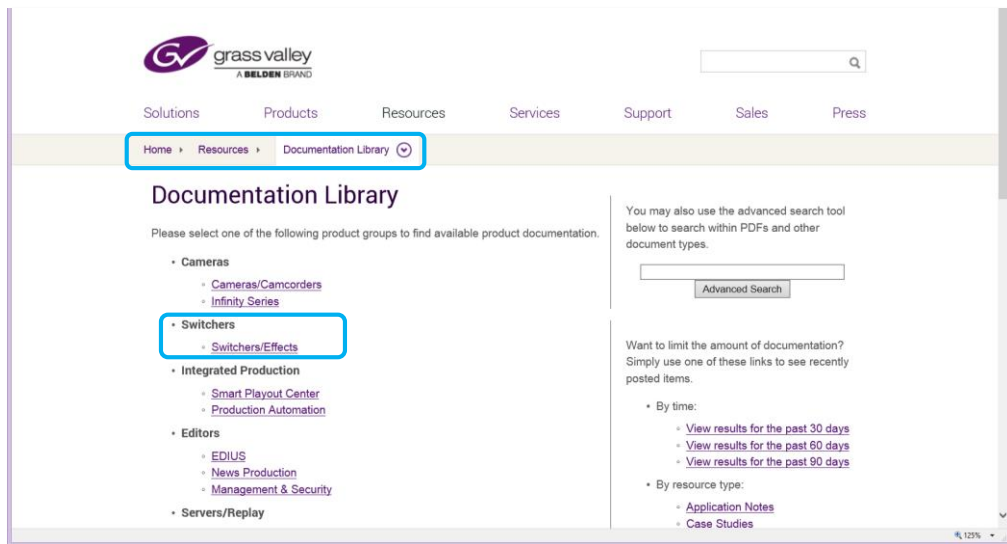 GV grass valley
A BELDEN BRAND
Solutions Products Resources Services Support Sales Press
Home Resources Documentation Library
Documentation Library
Please select one of the following product groups to find available product documentation.
• Cameras
◦ Cameras/Camcorders
◦ Infinity Series
• Switchers
◦ Switchers/Effects
• Integrated Production
◦ Smart Playout Center
◦ Production Automation
• Editors
◦ EDIUS
◦ News Production
◦ Management & Security
• Servers/Replay
You may also use the advanced search tool
below to search within PDFs and other
document types.
Advanced Search
Want to limit the amount of documentation?
Simply use one of these links to see recently
posted items.
• By time:
◦ View results for the past 30 days
◦ View results for the past 60 days
◦ View results for the past 90 days
• By resource type:
◦ Application Notes
◦ Case Studies
125%